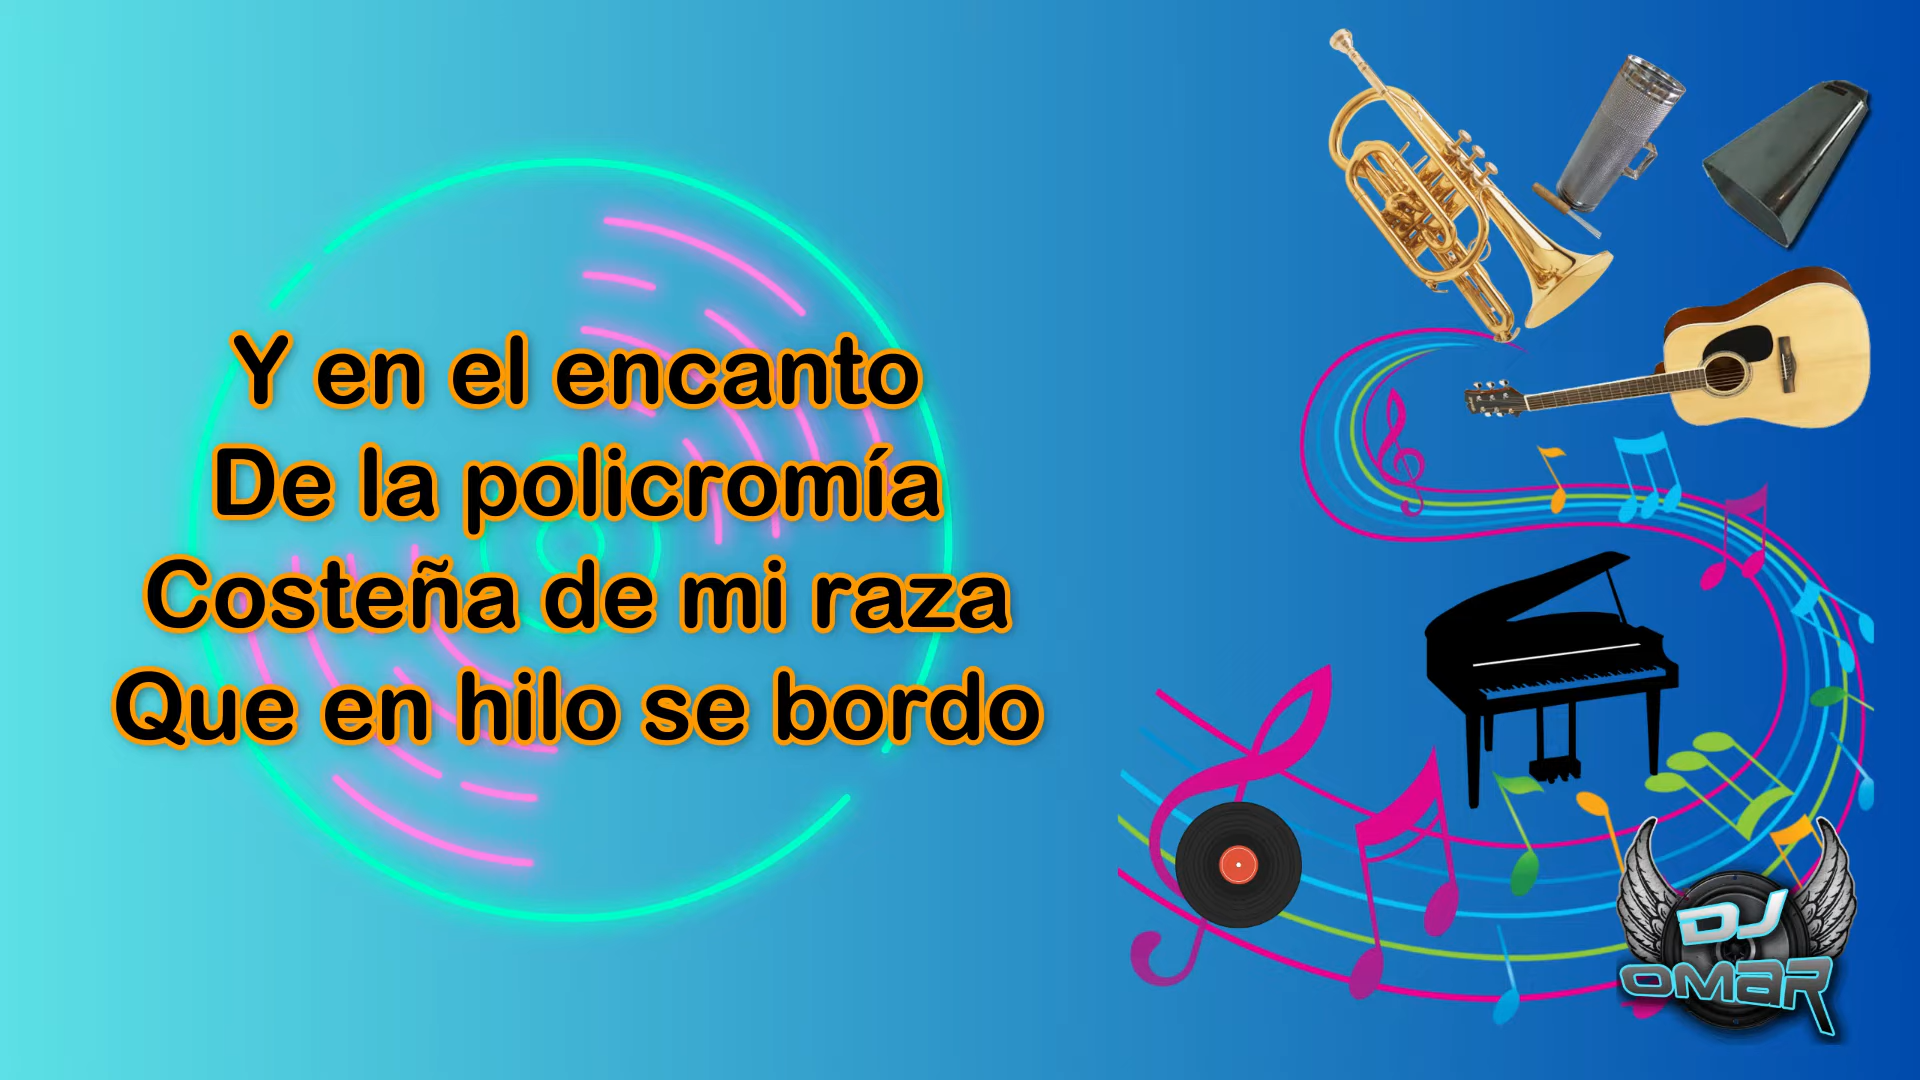 Y en el encanto
De la policromía
Costeña de mi raza
Que en hilo se bordo
DJ
OMAR